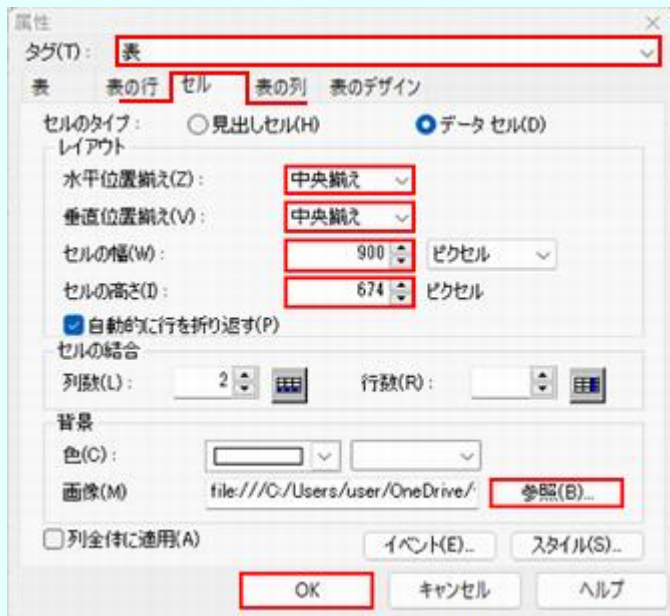 属性
タグ(T): 表
表 表の行 セル 表の列 表のデザイン
セルのタイプ: 見出しセル(H) データ セル(D)
レイアウト
水平位置揃え(Z): 中央揃え
垂直位置揃え(V): 中央揃え
セルの幅(W): 900 ピクセル
セルの高さ(I): 674 ピクセル
自動的に行を折り返す(P)
セルの結合
列数(L): 2 行数(R):
背景
色(C):
画像(M) file:///C:/Users/user/OneDrive/ 参照(B)...
列全体に適用(A) イベント(E)... スタイル(S)...
OK キャンセル ヘルプ